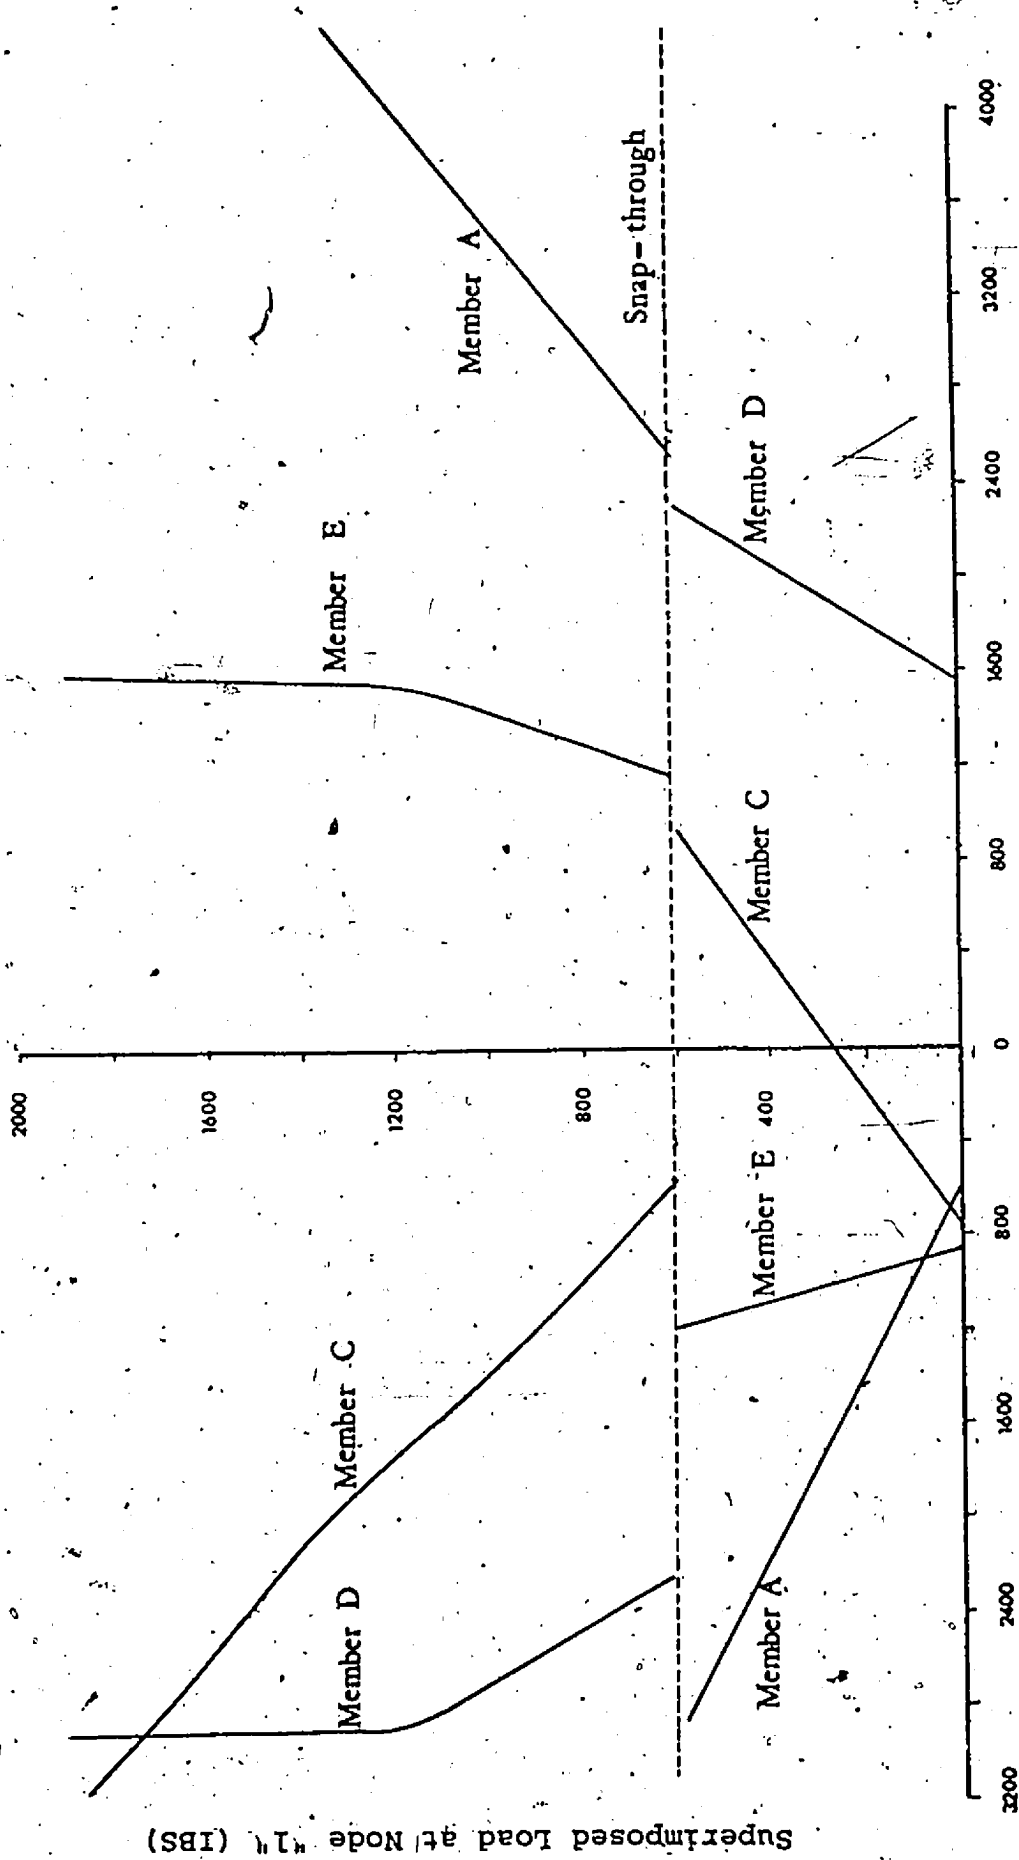 Superimposed Load at Node "1" (IBS)
2000
1600
1200
800
400
Member D
Member C
Member E
Member A
Snap-through
Member A
Member E
Member C
Member D
3200
2400
1600
800
0
800
1600
2400
3200
4000